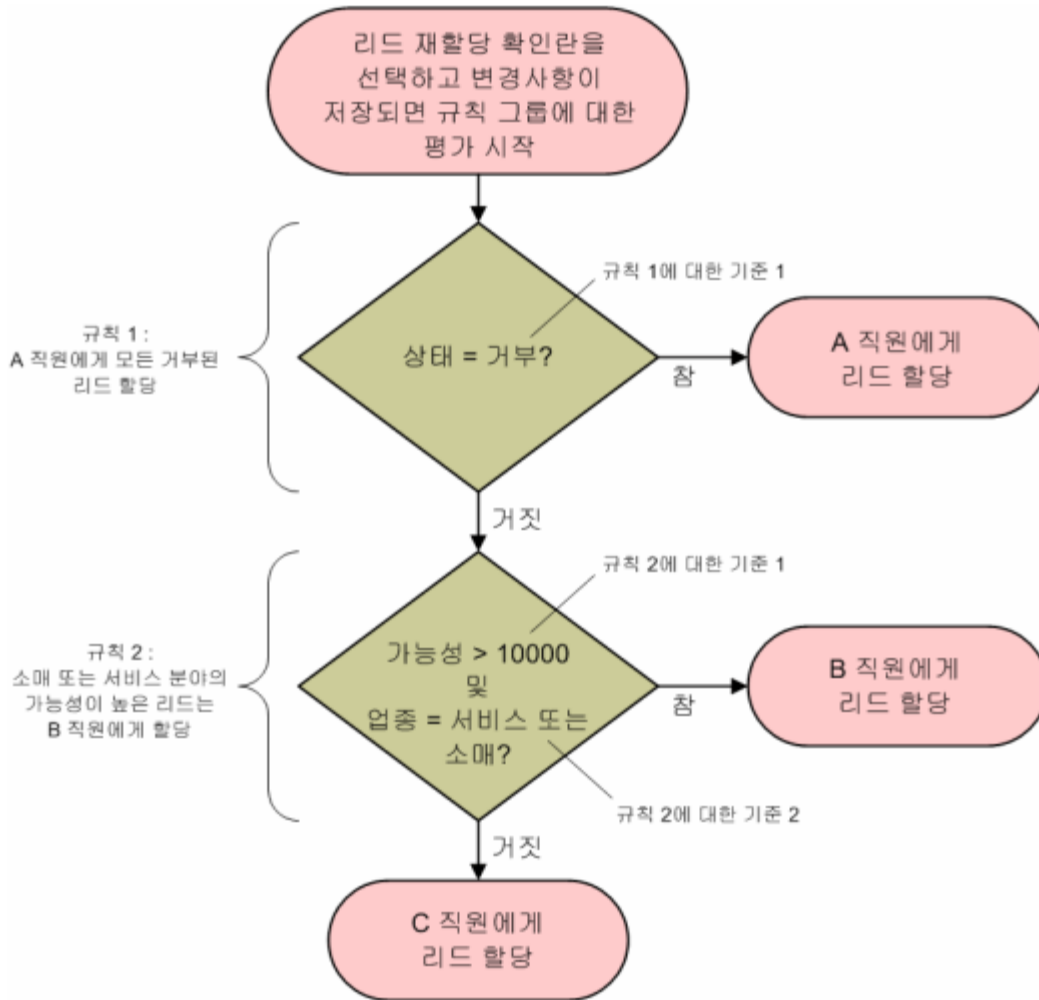 리드 재할당 확인란을
선택하고 변경사항이
저장되면 규칙 그룹에 대한
평가 시작
규칙 1에 대한 기준 1
규칙 1 :
A 직원에게 모든 거부된
리드 할당
상태 = 거부?
참
A 직원에게
리드 할당
거짓
규칙 2에 대한 기준 1
규칙 2 :
소매 또는 서비스 분야의
가능성이 높은 리드는
B 직원에게 할당
가능성 > 10000
및
업종 = 서비스 또는
소매?
참
B 직원에게
리드 할당
규칙 2에 대한 기준 2
거짓
C 직원에게
리드 할당